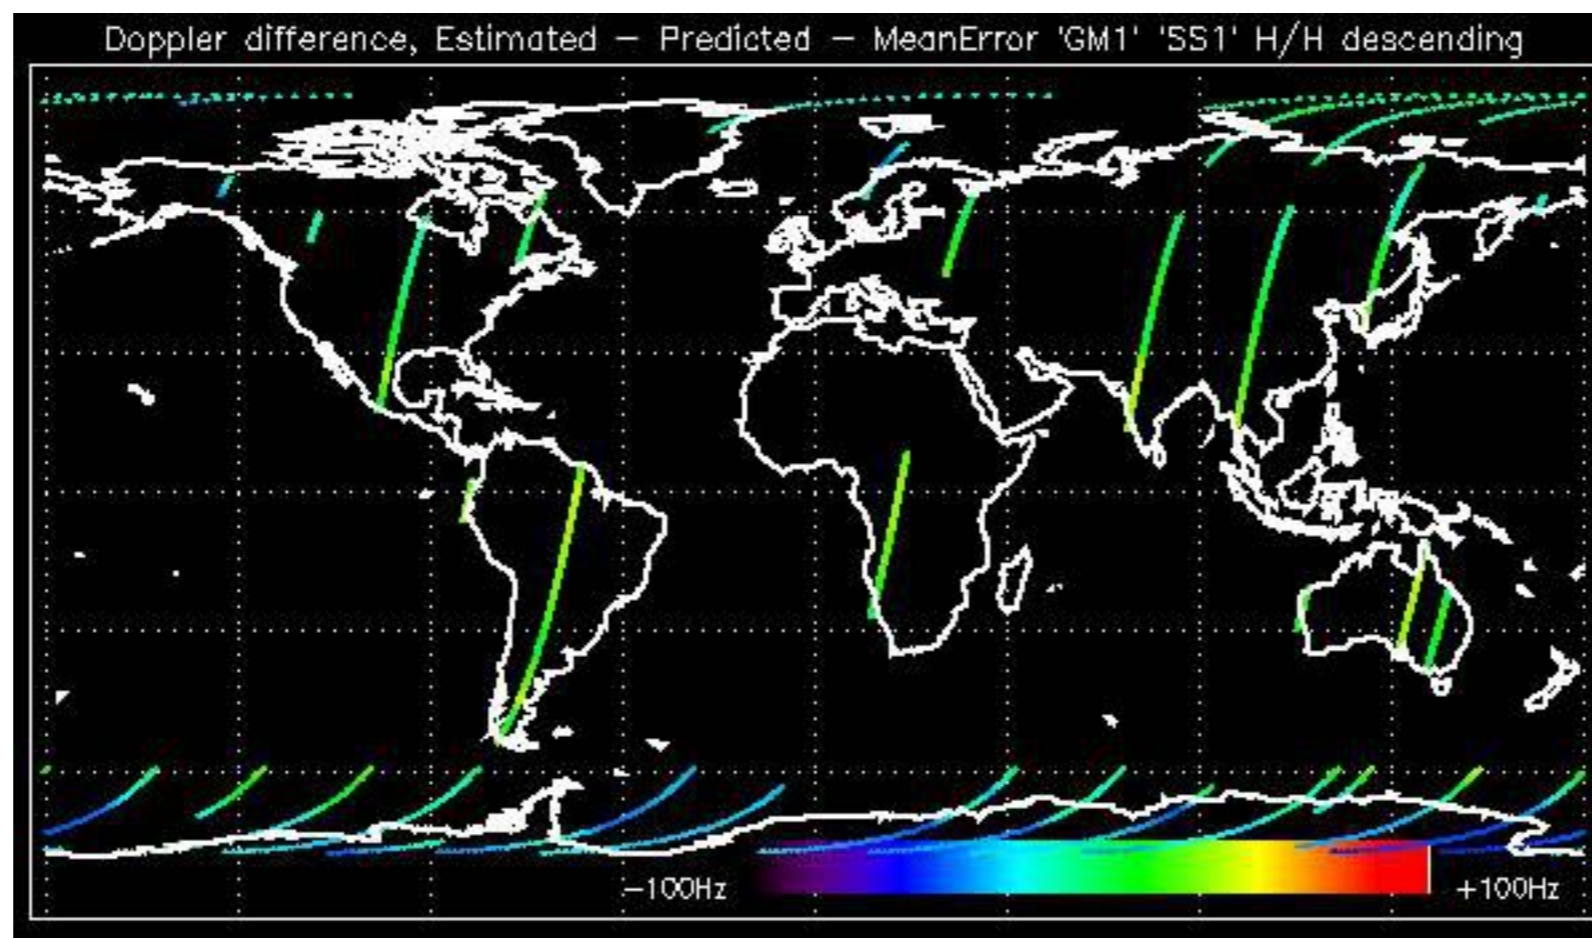 Doppler difference, Estimated – Predicted – MeanError 'GM1' 'SS1' H/H descending
–100Hz +100Hz